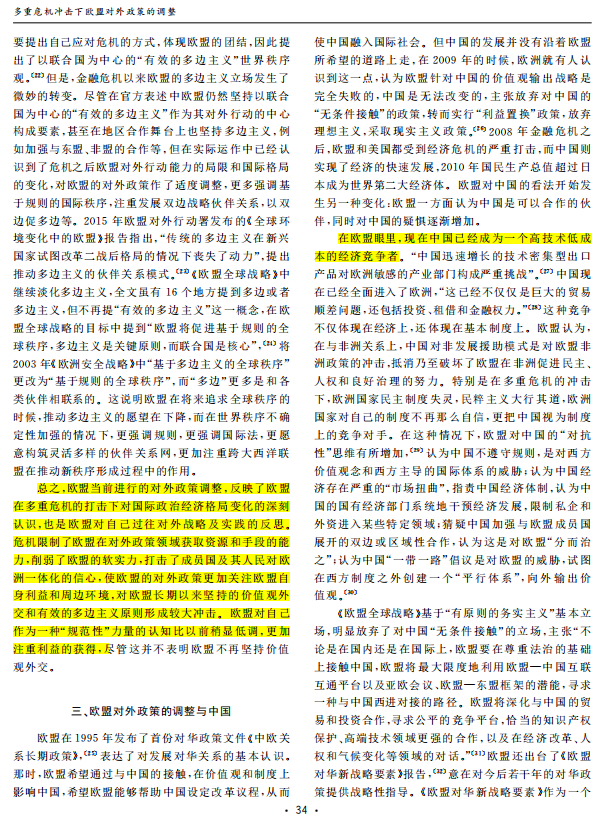 多重危机冲击下欧盟对外政策的调整
要提出自己应对危机的方式，体现欧盟的团结，因此提
出了以联合国为中心的“有效的多边主义”世界秩序
观。(22)但是，金融危机以来欧盟的多边主义立场发生了
微妙的转变。尽管在官方表述中欧盟仍然坚持以联合
国为中心的“有效的多边主义”作为其对外行动的中心
构成要素，甚至在地区合作舞台上也坚持多边主义，例
如加强与东盟、非盟的合作等，但在实际运作中已经认
识到了危机之后欧盟对外行动能力的局限和国际格局
的变化，对欧盟的对外政策作了适度调整，更多强调基
于规则的国际秩序，注重发展双边战略伙伴关系，以双
边促多边等。2015年欧盟对外行动署发布的《全球环
境变化中的欧盟》报告指出，“传统的多边主义在新兴
国家试图改革二战后格局的情况下丧失了动力”，提出
推动多边主义的伙伴关系模式。(23)《欧盟全球战略》中
继续淡化多边主义，全文虽有16个地方提到多边或者
多边主义，但不再提“有效的多边主义”这一概念，在欧
盟全球战略的目标中提到“欧盟将促进基于规则的全
球秩序，多边主义是关键原则，而联合国是核心”，(24)将
2003年《欧洲安全战略》中“基于多边主义的全球秩序”
更改为“基于规则的全球秩序”，而“多边”更多是和各
类伙伴相联系的。这说明欧盟在将来追求全球秩序的
时候，推动多边主义的愿望在下降，而在世界秩序不确
定性加强的情况下，更强调规则，更强调国际法，更愿
意构筑灵活多样的伙伴关系网，更加注重跨大西洋联
盟在推动新秩序形成过程中的作用。
总之，欧盟当前进行的对外政策调整，反映了欧盟
在多重危机的打击下对国际政治经济格局变化的深刻
认识，也是欧盟对自己过往对外战略及实践的反思。
危机限制了欧盟在对外政策领域获取资源和手段的能
力，削弱了欧盟的软实力，打击了成员国及其人民对欧
洲一体化的信心，使欧盟的对外政策更加关注欧盟自
身利益和周边环境，对欧盟长期以来坚持的价值观外
交和有效的多边主义原则形成较大冲击。欧盟对自己
作为一种“规范性”力量的认知比以前稍显低调，更加
注重利益的获得，尽管这并不表明欧盟不再坚持价值
观外交。
三、欧盟对外政策的调整与中国
欧盟在1995年发布了首份对华政策文件《中欧关
系长期政策》，(25)表达了对发展对华关系的基本认识。
那时，欧盟希望通过与中国的接触，在价值观和制度上
影响中国，希望欧盟能够帮助中国设定改革议程，从而
使中国融入国际社会。但中国的发展并没有沿着欧盟
所希望的道路上走，在2009年的时候，欧洲就有人认
识到这一点，认为欧盟针对中国的价值观输出战略是
完全失败的，中国是无法改变的，主张放弃对中国的
“无条件接触”的政策，转而实行“利益置换”政策，放弃
理想主义，采取现实主义政策。(26)2008年金融危机之
后，欧盟和美国都受到经济危机的严重打击，而中国则
实现了经济的快速发展，2010年国民生产总值超过日
本成为世界第二大经济体。欧盟对中国的看法开始发
生另一种变化：欧盟一方面认为中国是可以合作的伙
伴，同时对中国的疑惧逐渐增加。
在欧盟眼里，现在中国已经成为一个高技术低成
本的经济竞争者。“中国迅速增长的技术密集型出口
产品对欧洲敏感的产业部门构成严重挑战”。(27)中国现
在已经全面进入了欧洲，“这已经不仅仅是巨大的贸易
顺差问题，还包括投资、租借和金融权力。”(28)这种竞争
不仅体现在经济上，还体现在基本制度上。欧盟认为，
在与非洲关系上，中国对非发展援助模式是对欧盟非
洲政策的冲击，抵消乃至破坏了欧盟在非洲促进民主、
人权和良好治理的努力。特别是在多重危机的冲击
下，欧洲国家民主制度失灵，民粹主义大行其道，欧洲
国家对自己的制度不再那么自信，更把中国视为制度
上的竞争对手。在这种情况下，欧盟对中国的“对抗
性”思维有所增加，(29)认为中国不遵守规则，是对西方
价值观念和西方主导的国际体系的威胁；认为中国经
济存在严重的“市场扭曲”，指责中国经济体制，认为中
国的国有经济部门系统地干预经济发展，限制私企和
外资进入某些特定领域；猜疑中国加强与欧盟成员国
展开的双边或区域性合作，认为这是对欧盟“分而治
之”；认为中国“一带一路”倡议是对欧盟的威胁，试图
在西方制度之外创建一个“平行体系”，向外输出价
值观。(30)
《欧盟全球战略》基于“有原则的务实主义”基本立
场，明显放弃了对中国“无条件接触”的立场，主张“不
论是在国内还是在国际上，欧盟要在尊重法治的基础
上接触中国，欧盟将最大限度地利用欧盟—中国互联
互通平台以及亚欧会议、欧盟—东盟框架的潜能，寻求
一种与中国西进对接的路径。欧盟将深化与中国的贸
易和投资合作，寻求公平的竞争平台，恰当的知识产权
保护、高端技术领域更强的合作，以及在经济改革、人
权和气候变化等领域的对话。”(31)欧盟还出台了《欧盟
对华新战略要素》报告，(32)意在对今后若干年的对华政
策提供战略性指导。《欧盟对华新战略要素》作为一个
· 34 ·